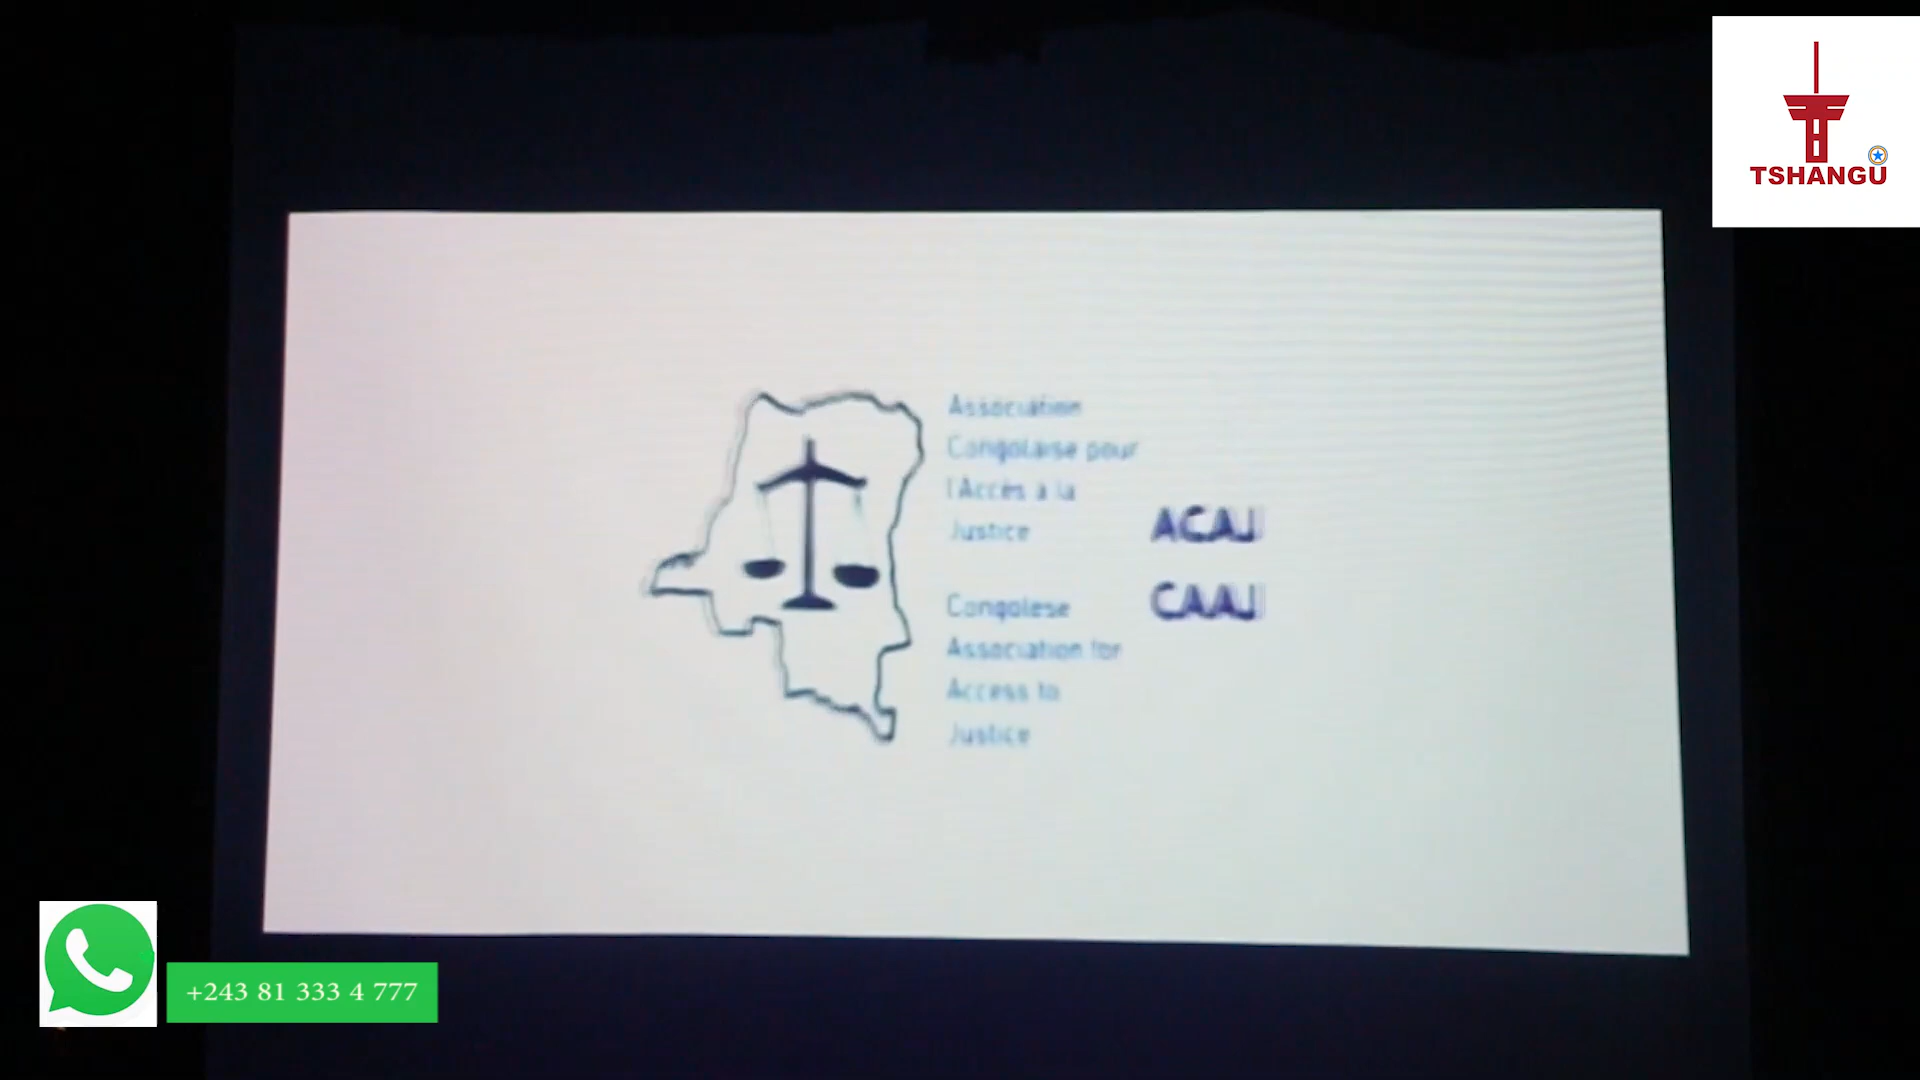 TSHANGU
Association
Congolaise pour
l'Accès à la
Justice
ACAJ
Congolese
CAAJ
Association for
Access to
Justice
+243 81 333 4 777